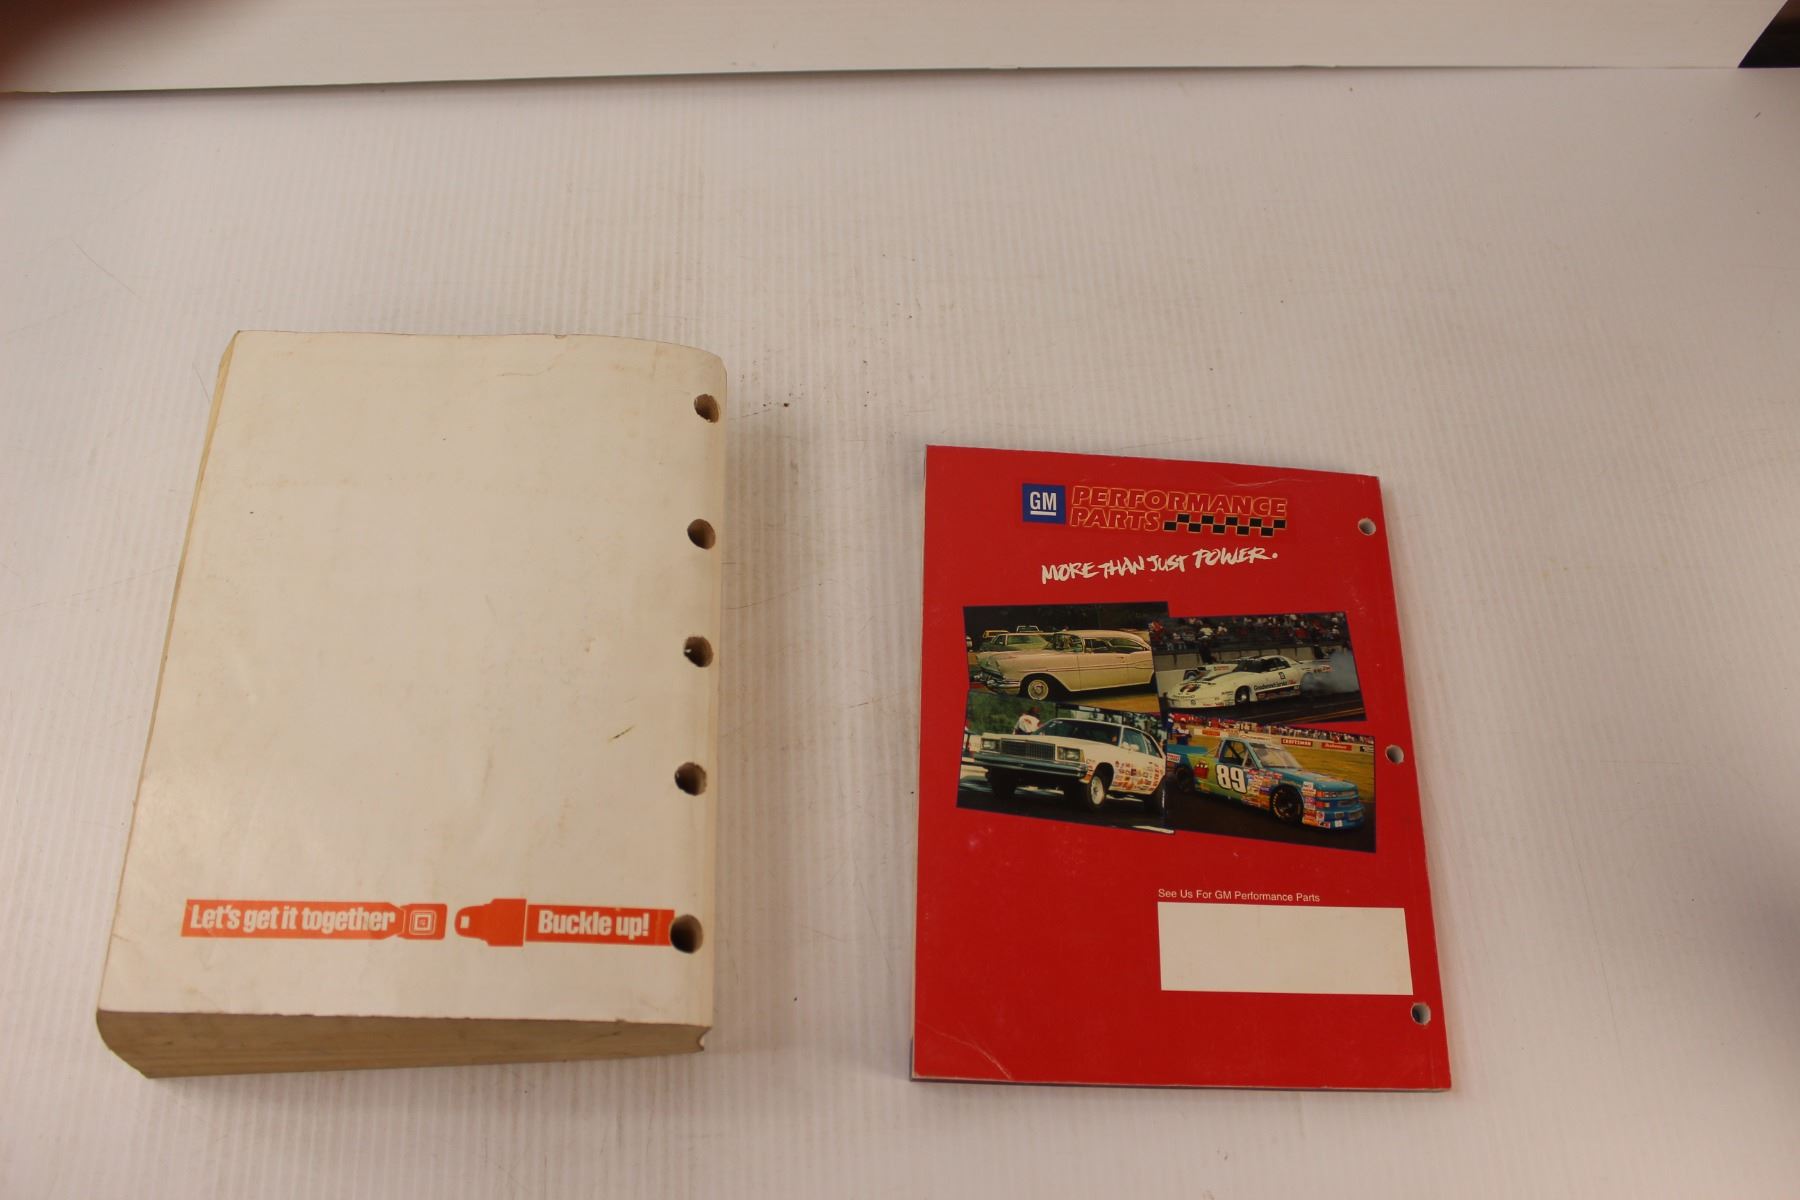 Let's get it together
Buckle up!
GM
PERFORMANCE
PARTS
MORE THAN JUST POWER.
CRAFTSMAN
89
See Us For GM Performance Parts